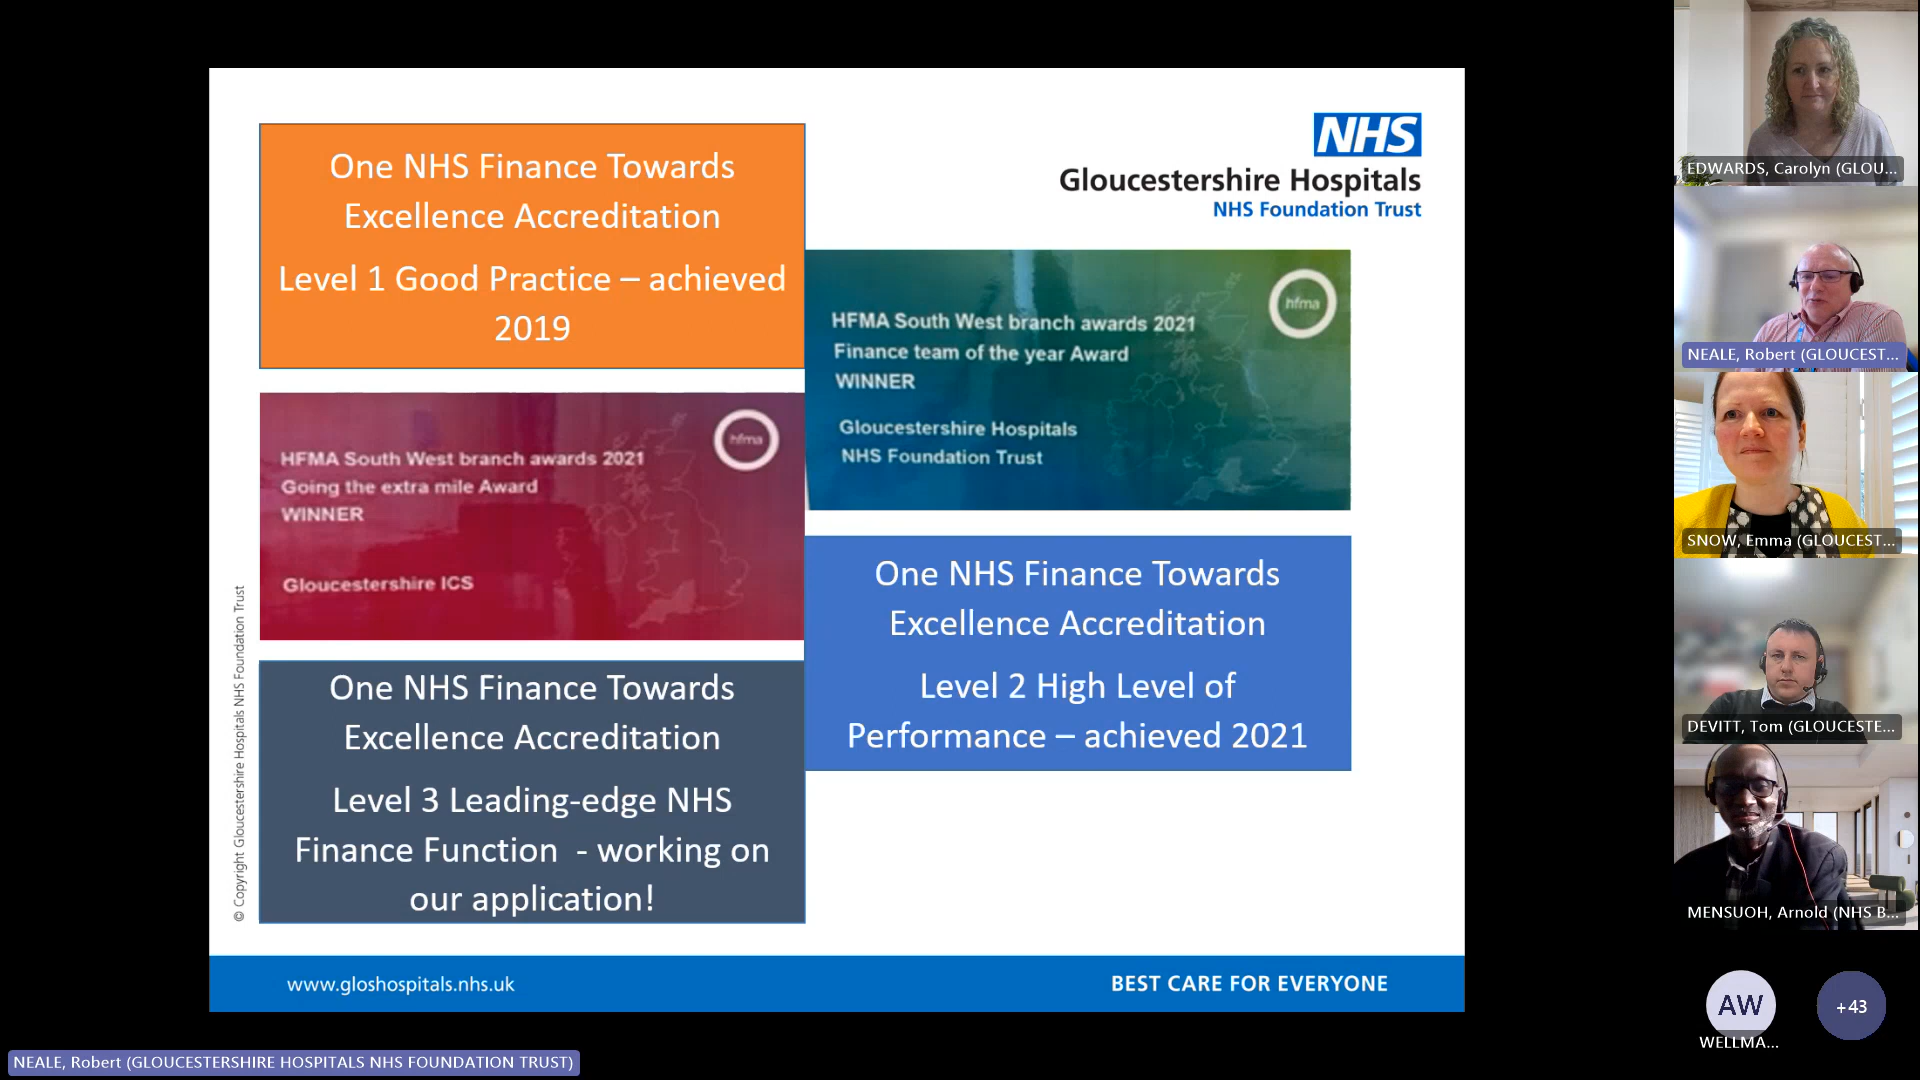 One NHS Finance Towards
Excellence Accreditation
Level 1 Good Practice – achieved
2019
NHS
Gloucestershire Hospitals
NHS Foundation Trust
HFMA South West branch awards 2021
Finance team of the year Award
WINNER
Gloucestershire Hospitals
NHS Foundation Trust
hfma
HFMA South West branch awards 2021
Going the extra mile Award
WINNER
Gloucestershire ICS
hfma
One NHS Finance Towards
Excellence Accreditation
Level 2 High Level of
Performance – achieved 2021
One NHS Finance Towards
Excellence Accreditation
Level 3 Leading-edge NHS
Finance Function  - working on
our application!
© Copyright Gloucestershire Hospitals NHS Foundation Trust
www.gloshospitals.nhs.uk
BEST CARE FOR EVERYONE
EDWARDS, Carolyn (GLOU...
NEALE, Robert (GLOUCEST...
SNOW, Emma (GLOUCEST...
DEVITT, Tom (GLOUCESTE...
MENSUOH, Arnold (NHS B...
AW
WELLMA...
+43
NEALE, Robert (GLOUCESTERSHIRE HOSPITALS NHS FOUNDATION TRUST)